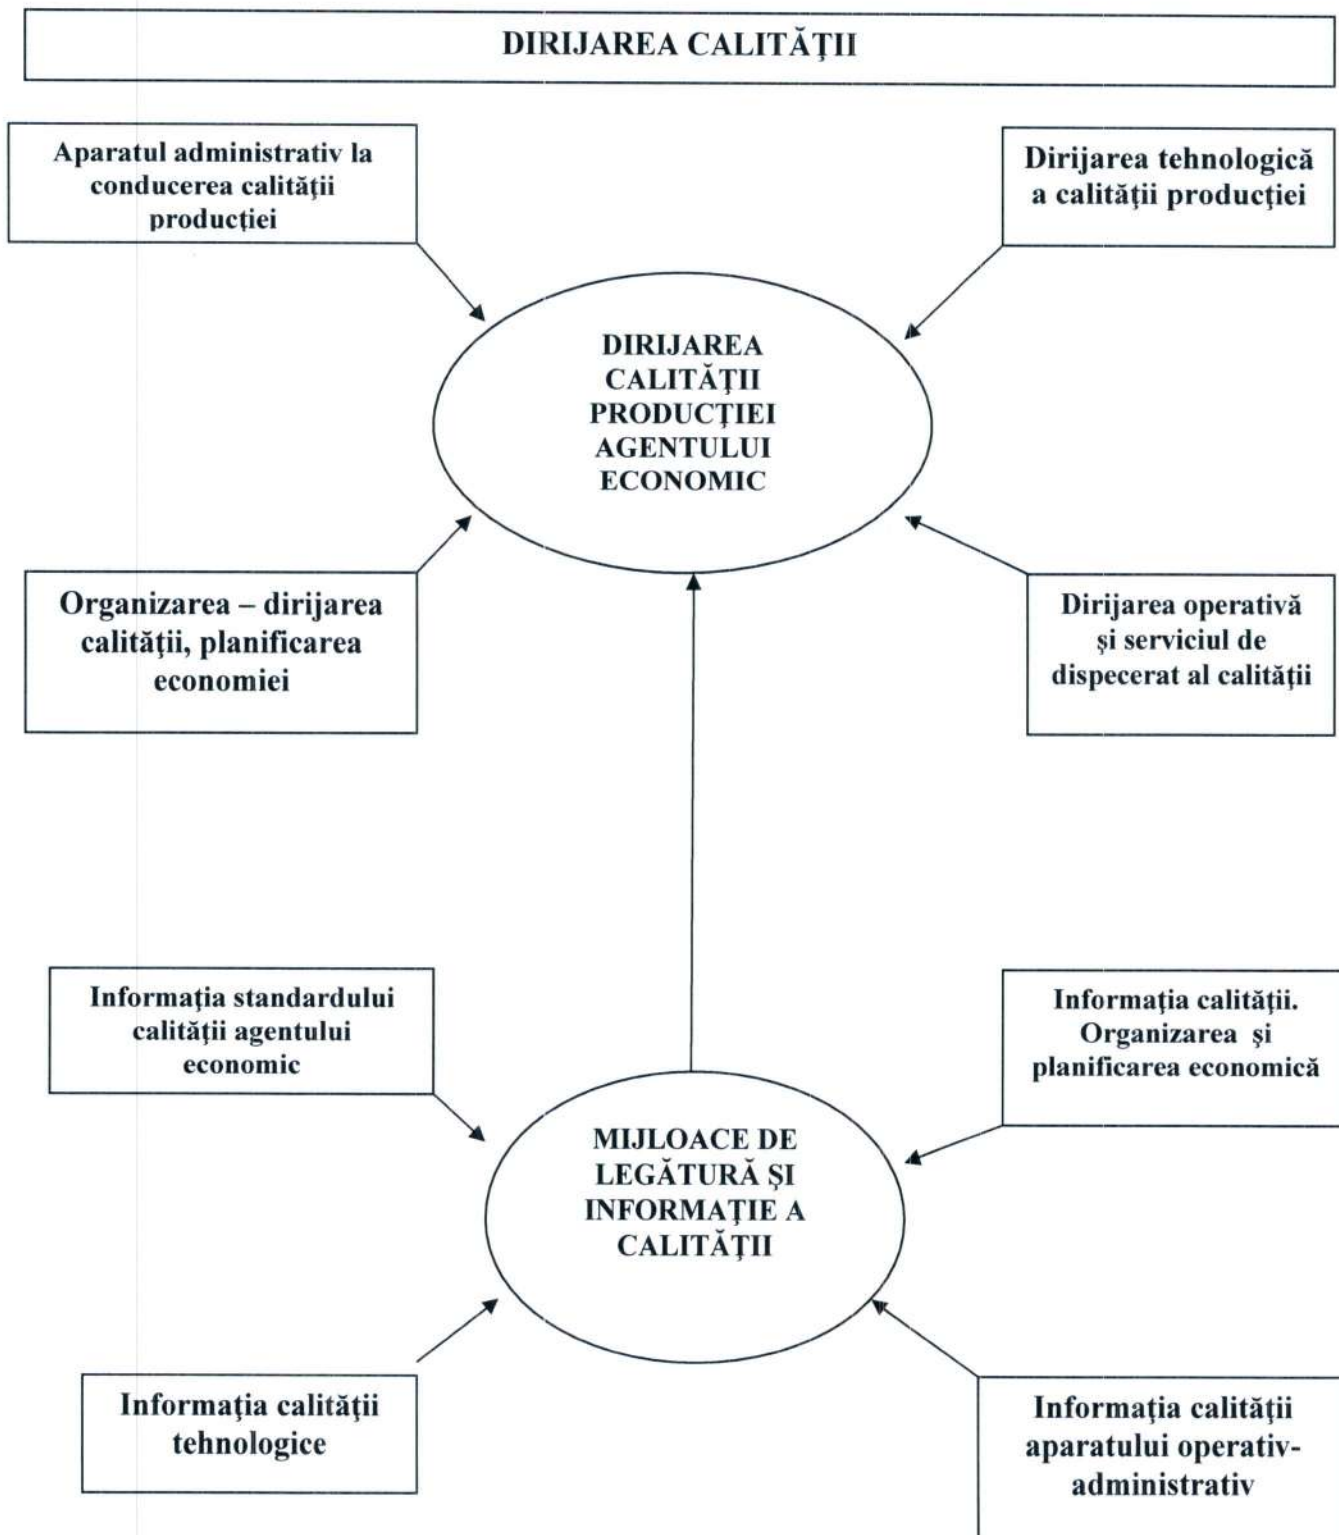 DIRIJAREA CALITĂŢII
Aparatul administrativ la
conducerea calităţii
producţiei
Dirijarea tehnologică
a calităţii producţiei
DIRIJAREA
CALITĂŢII
PRODUCŢIEI
AGENTULUI
ECONOMIC
Organizarea – dirijarea
calităţii, planificarea
economiei
Dirijarea operativă
şi serviciul de
dispecerat al calităţii
Informaţia standardului
calităţii agentului
economic
Informaţia calităţii.
Organizarea şi
planificarea economică
MIJLOACE DE
LEGĂTURĂ ŞI
INFORMAŢIE A
CALITĂŢII
Informaţia calităţii
tehnologice
Informaţia calităţii
aparatului operativ-
administrativ